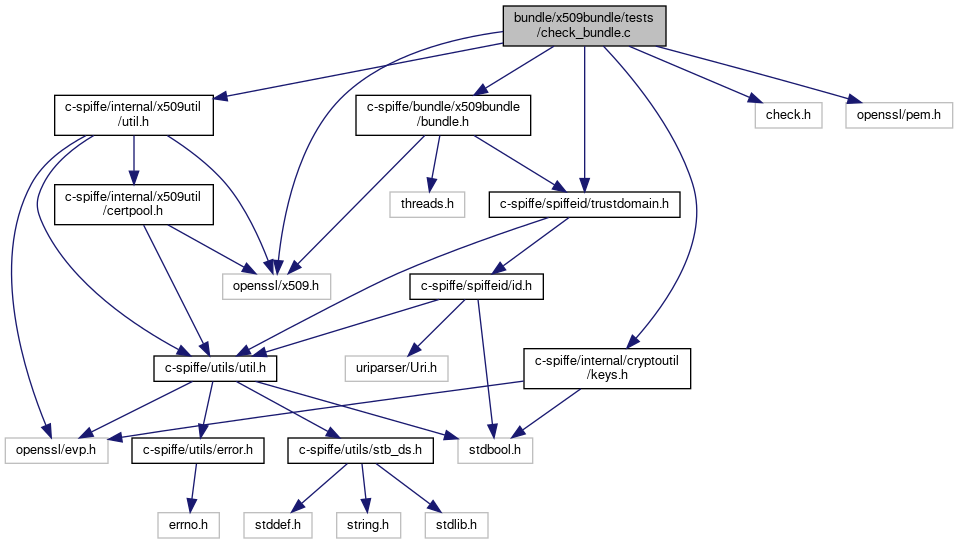 bundle/x509bundle/tests
/check_bundle.c
c-spiffe/internal/x509util
/util.h
c-spiffe/bundle/x509bundle
/bundle.h
check.h
openssl/pem.h
c-spiffe/internal/x509util
/certpool.h
threads.h
c-spiffe/spiffeid/trustdomain.h
openssl/x509.h
c-spiffe/spiffeid/id.h
c-spiffe/utils/util.h
uriparser/Uri.h
c-spiffe/internal/cryptoutil
/keys.h
openssl/evp.h
c-spiffe/utils/error.h
c-spiffe/utils/stb_ds.h
stdbool.h
errno.h
stddef.h
string.h
stdlib.h